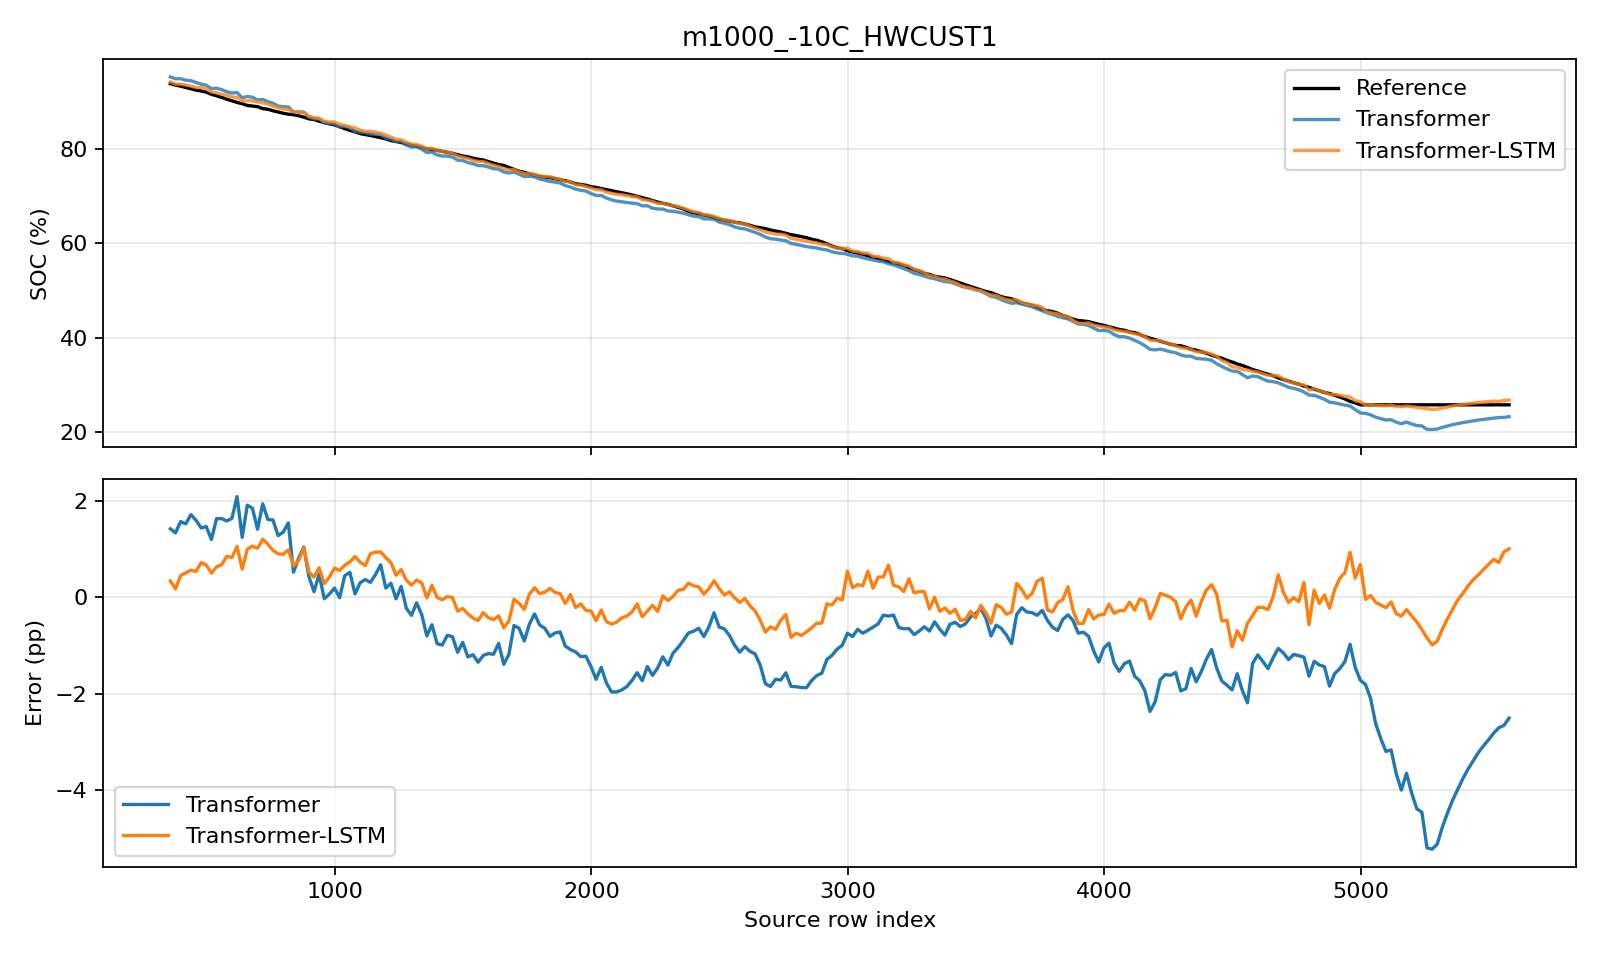 m1000_-10C_HWCUST1
Reference
Transformer
Transformer-LSTM
SOC (%)
80
60
40
20
2
0
−2
−4
Error (pp)
Transformer
Transformer-LSTM
1000
2000
3000
4000
5000
Source row index